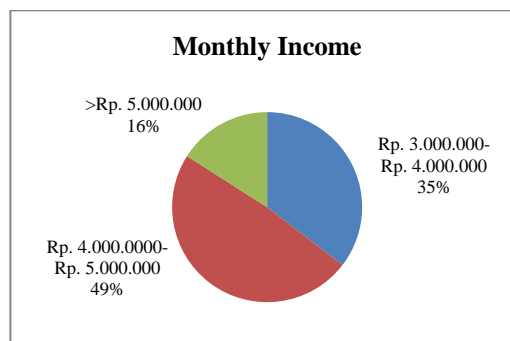 Monthly Income
>Rp. 5.000.000
16%
Rp. 3.000.000-
Rp. 4.000.000
35%
Rp. 4.000.0000-
Rp. 5.000.000
49%